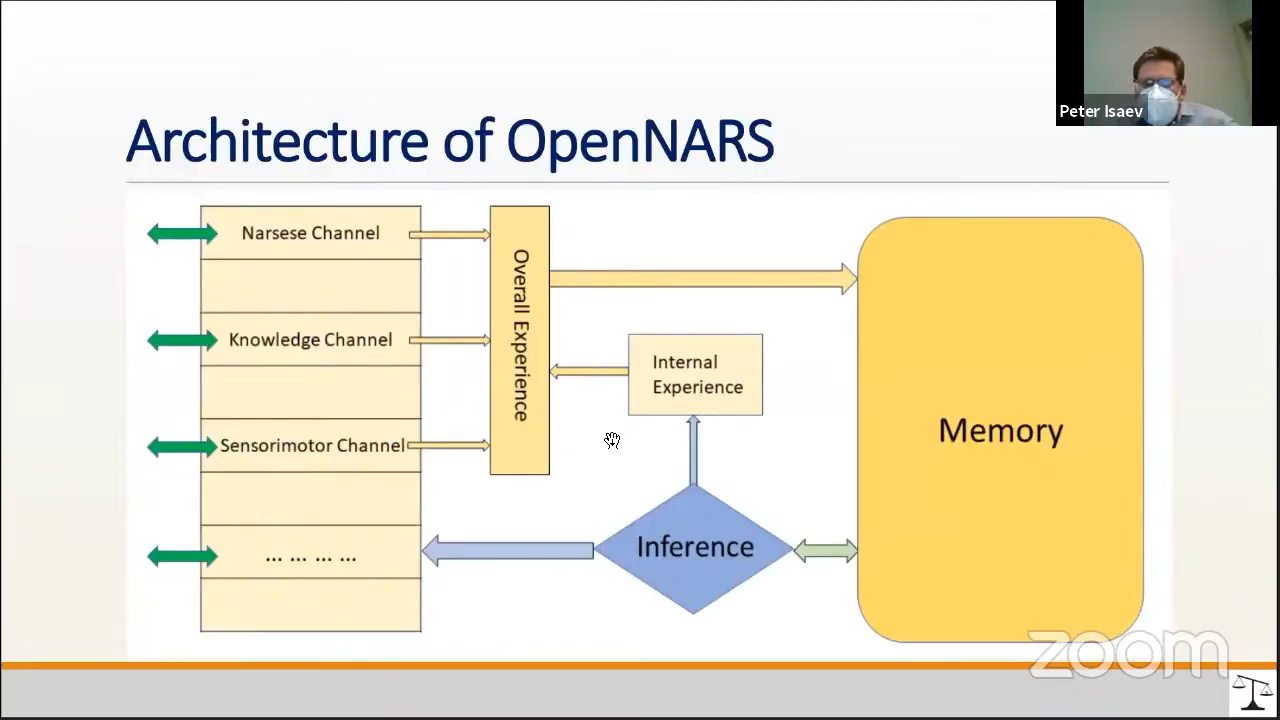 Peter Isaev
Architecture of OpenNARS
Narsese Channel
Knowledge Channel
Sensorimotor Channel
... ... ... ...
Overall Experience
Internal
Experience
Inference
Memory
zoom